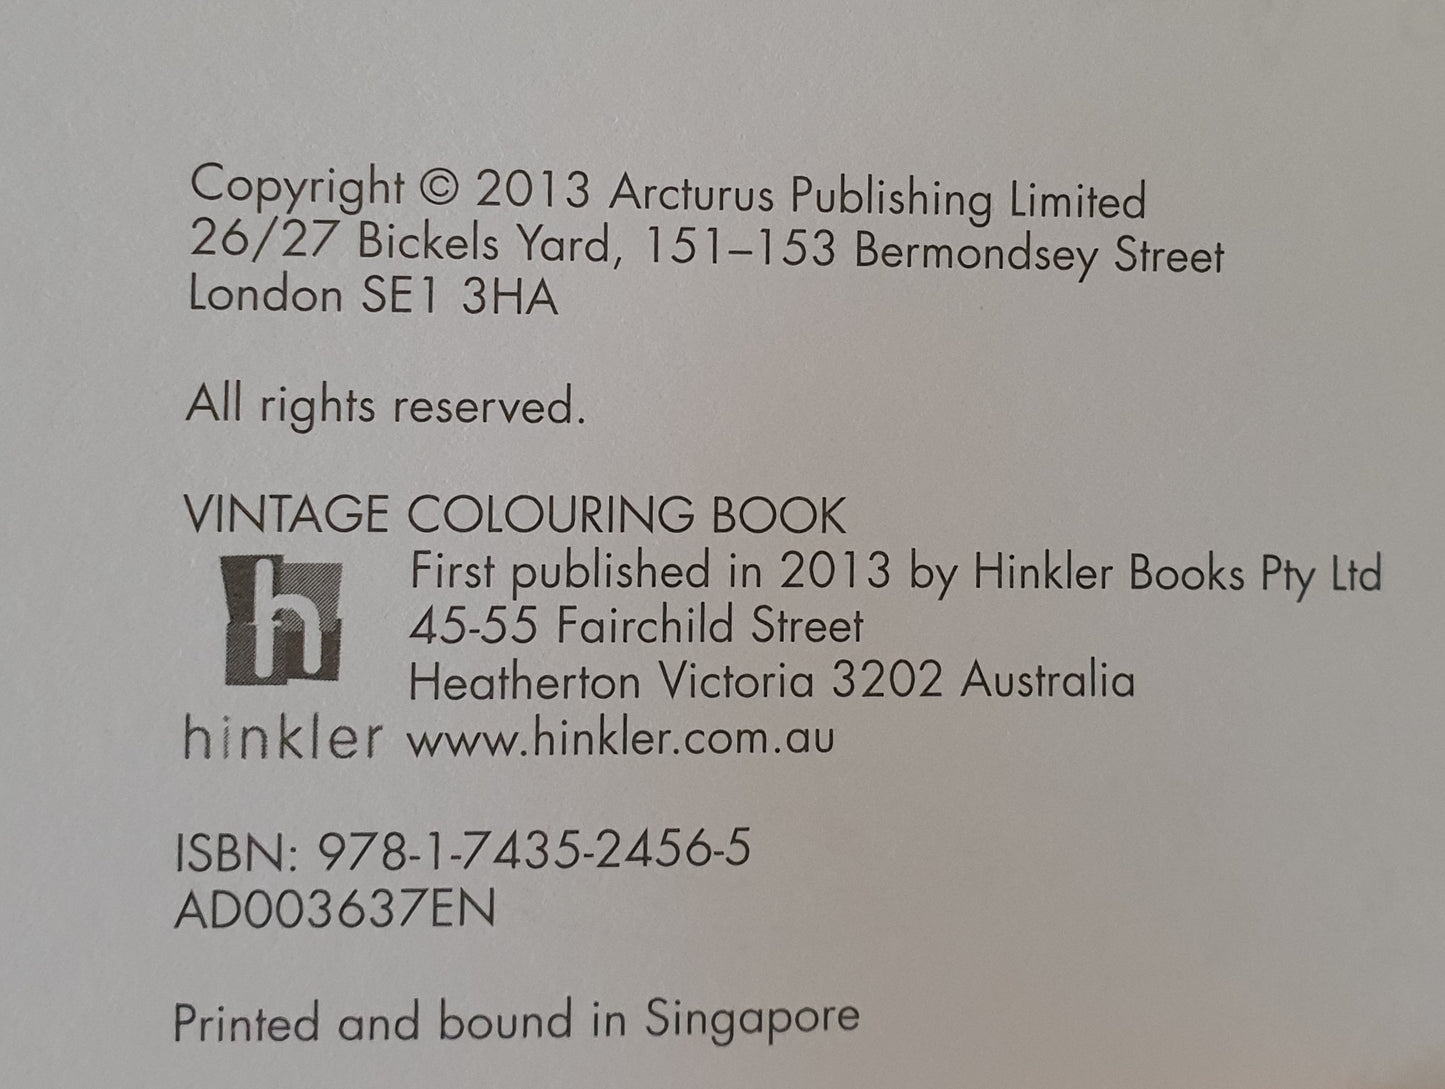 Copyright © 2013 Arcturus Publishing Limited
26/27 Bickels Yard, 151–153 Bermondsey Street
London SE1 3HA
All rights reserved.
VINTAGE COLOURING BOOK
h
First published in 2013 by Hinkler Books Pty Ltd
45-55 Fairchild Street
Heatherton Victoria 3202 Australia
hinkler www.hinkler.com.au
ISBN: 978-1-7435-2456-5
AD003637EN
Printed and bound in Singapore